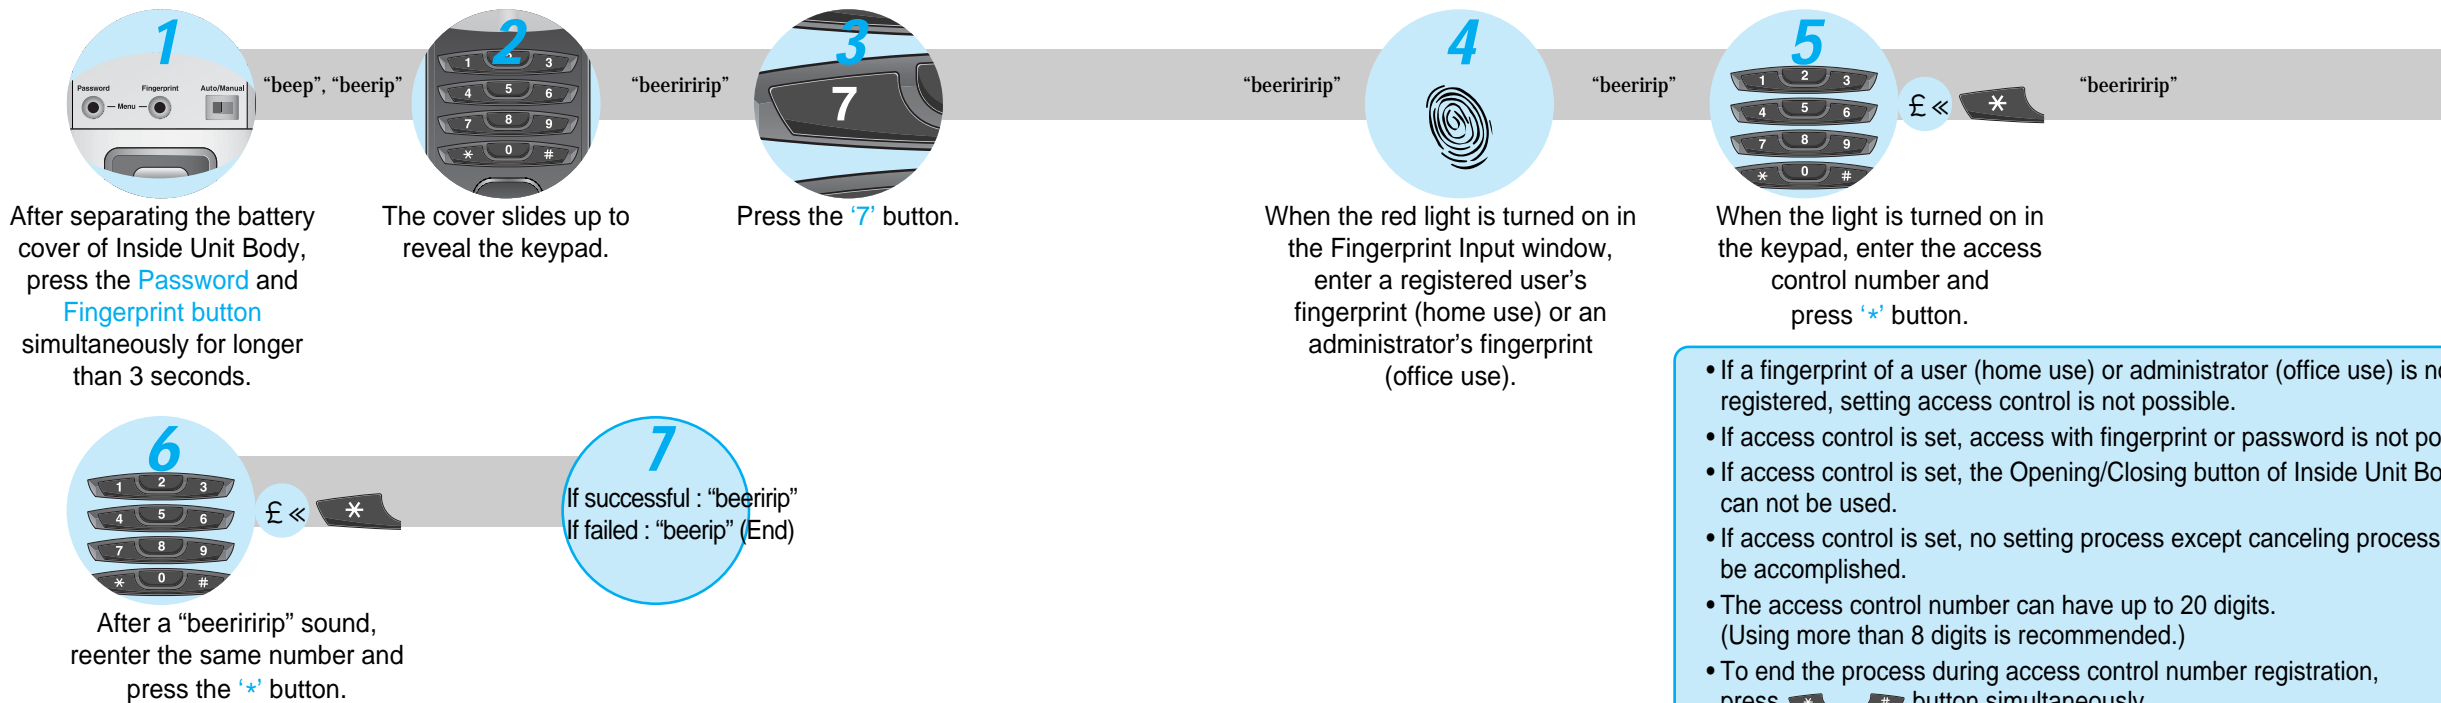 1
Password
Menu
Fingerprint
Auto/Manual
“beep”, “beerip”
After separating the battery
cover of Inside Unit Body,
press the Password and
Fingerprint button
simultaneously for longer
than 3 seconds.
2
1 2 3
4 5 6
7 8 9
* 0 #
“beeriririp”
The cover slides up to
reveal the keypad.
3
7
Press the ‘7’ button.
“beeriririp”
4
“beeririp”
When the red light is turned on in
the Fingerprint Input window,
enter a registered user’s
fingerprint (home use) or an
administrator’s fingerprint
(office use).
5
1 2 3
4 5 6
7 8 9
* 0 #
£ « *
“beeriririp”
When the light is turned on in
the keypad, enter the access
control number and
press ‘*’ button.
• If a fingerprint of a user (home use) or administrator (office use) is
registered, setting access control is not possible.
• If access control is set, access with fingerprint or password is not
• If access control is set, the Opening/Closing button of Inside Unit
can not be used.
• If access control is set, no setting process except canceling process
be accomplished.
• The access control number can have up to 20 digits.
(Using more than 8 digits is recommended.)
• To end the process during access control number registration,
press * # button simultaneously
6
1 2 3
4 5 6
7 8 9
* 0 #
£ « *
After a “beeriririp” sound,
reenter the same number and
press the ‘*’ button.
7
If successful : “beeririp”
If failed : “beerip” (End)